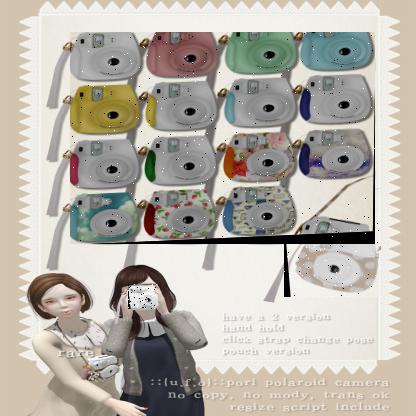 have a 2 version
hand hold
click strap change pose
pouch version
rare
::(u.f.o)::pori polaroid camera
no copy, no mody, trans ok
resize script include